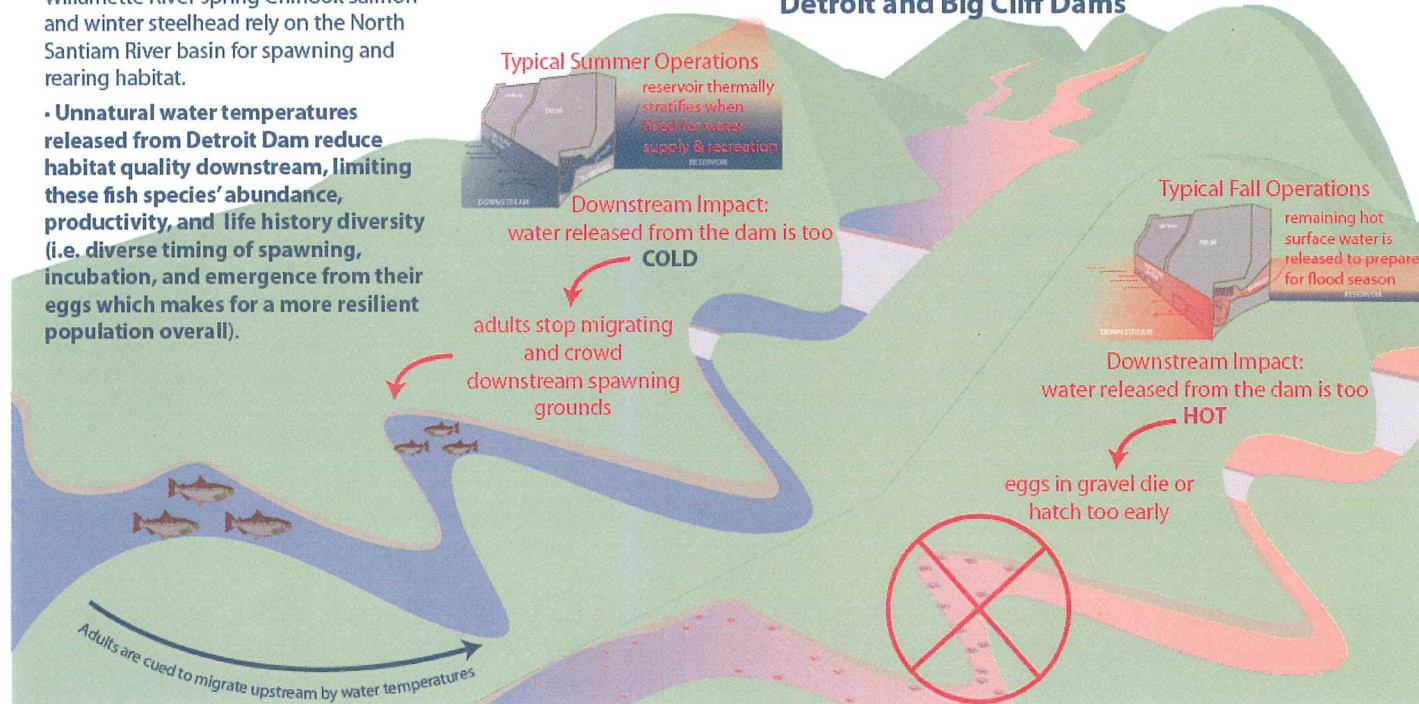 Willamette River spring Chinook salmon
and winter steelhead rely on the North
Santiam River basin for spawning and
rearing habitat.
• Unnatural water temperatures
released from Detroit Dam reduce
habitat quality downstream, limiting
these fish species' abundance,
productivity, and life history diversity
(i.e. diverse timing of spawning,
incubation, and emergence from their
eggs which makes for a more resilient
population overall).
Detroit and Big Cliff Dams
Typical Summer Operations
reservoir thermally
stratifies when
filled for water
supply & recreation
RESERVOIR
DAM
DOWNSTREAM
Downstream Impact:
water released from the dam is too
COLD
adults stop migrating
and crowd
downstream spawning
grounds
Adults are cued to migrate upstream by water temperatures
Typical Fall Operations
remaining hot
surface water is
released to prepare
for flood season
RESERVOIR
DAM
DOWNSTREAM
Downstream Impact:
water released from the dam is too
HOT
eggs in gravel die or
hatch too early